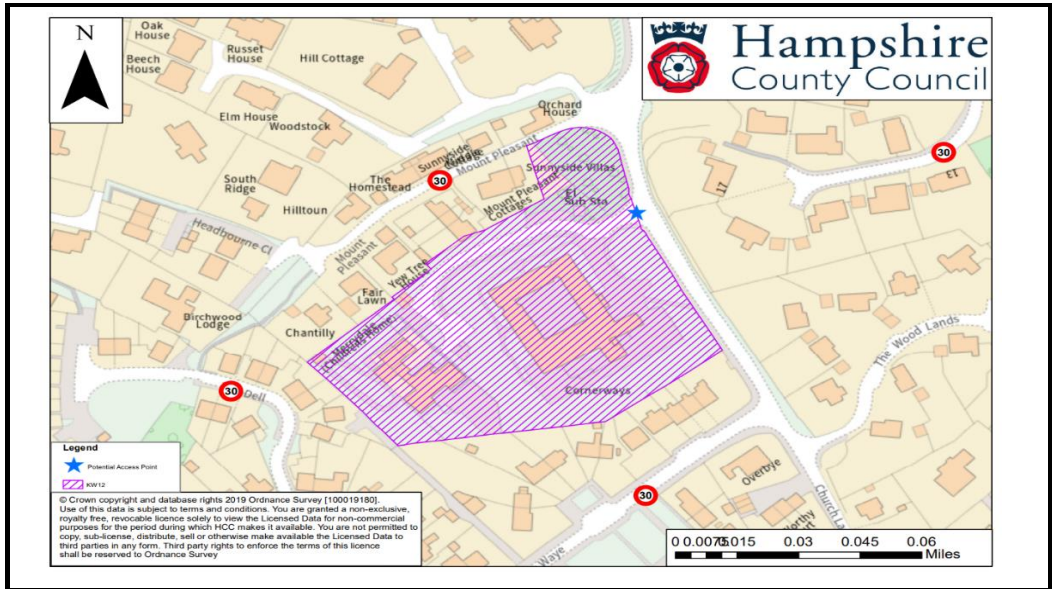 N
Hampshire
County Council
Oak
House
Russet
House
Hill Cottage
Beech
House
Orchard
House
Elm House
Woodstock
Sunnyside
Cottage
Mount Pleasant
Sunnyside Villas
El
Sub Sta
30
30
17
13
The
Homestead
South
Ridge
Hilltoun
Mount Pleasant
Cottages
Headbourne Cl
Mount
Pleasant
Yew Tree
House
Fair
Lawn
Birchwood
Lodge
Chantilly
Merrydale
(Children's Home)
The Wood Lands
Cornerways
30
Dell
Overbye
30
Church La
Waye
Legend
Potential Access Point
KW12
© Crown copyright and database rights 2019 Ordnance Survey [100019180].
Use of this data is subject to terms and conditions. You are granted a non-exclusive,
royalty free, revocable licence solely to view the Licensed Data for non-commercial
purposes for the period during which HCC makes it available. You are not permitted to
copy, sub-license, distribute, sell or otherwise make available the Licensed Data to
third parties in any form. Third party rights to enforce the terms of this licence
shall be reserved to Ordnance Survey
0 0.0075 0.015 0.03 0.045 0.06
Miles